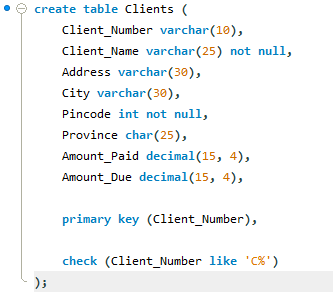 create table Clients (
Client_Number varchar(10),
Client_Name varchar(25) not null,
Address varchar(30),
City varchar(30),
Pincode int not null,
Province char(25),
Amount_Paid decimal(15, 4),
Amount_Due decimal(15, 4),
primary key (Client_Number),
check (Client_Number like 'C%')
);